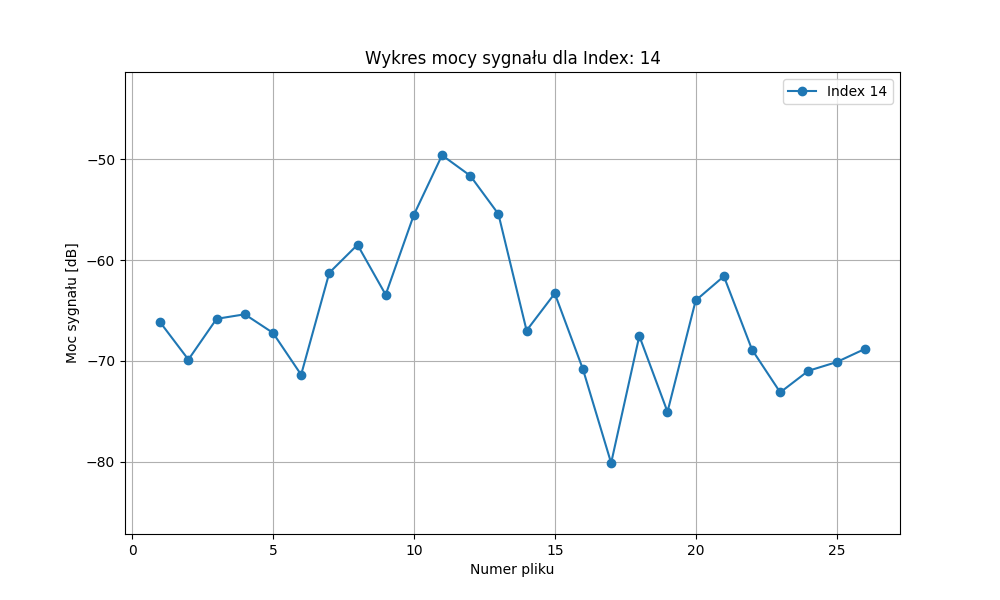 Wykres mocy sygnału dla Index: 14
Index 14
−50
−60
−70
−80
Moc sygnału [dB]
0 5 10 15 20 25
Numer pliku